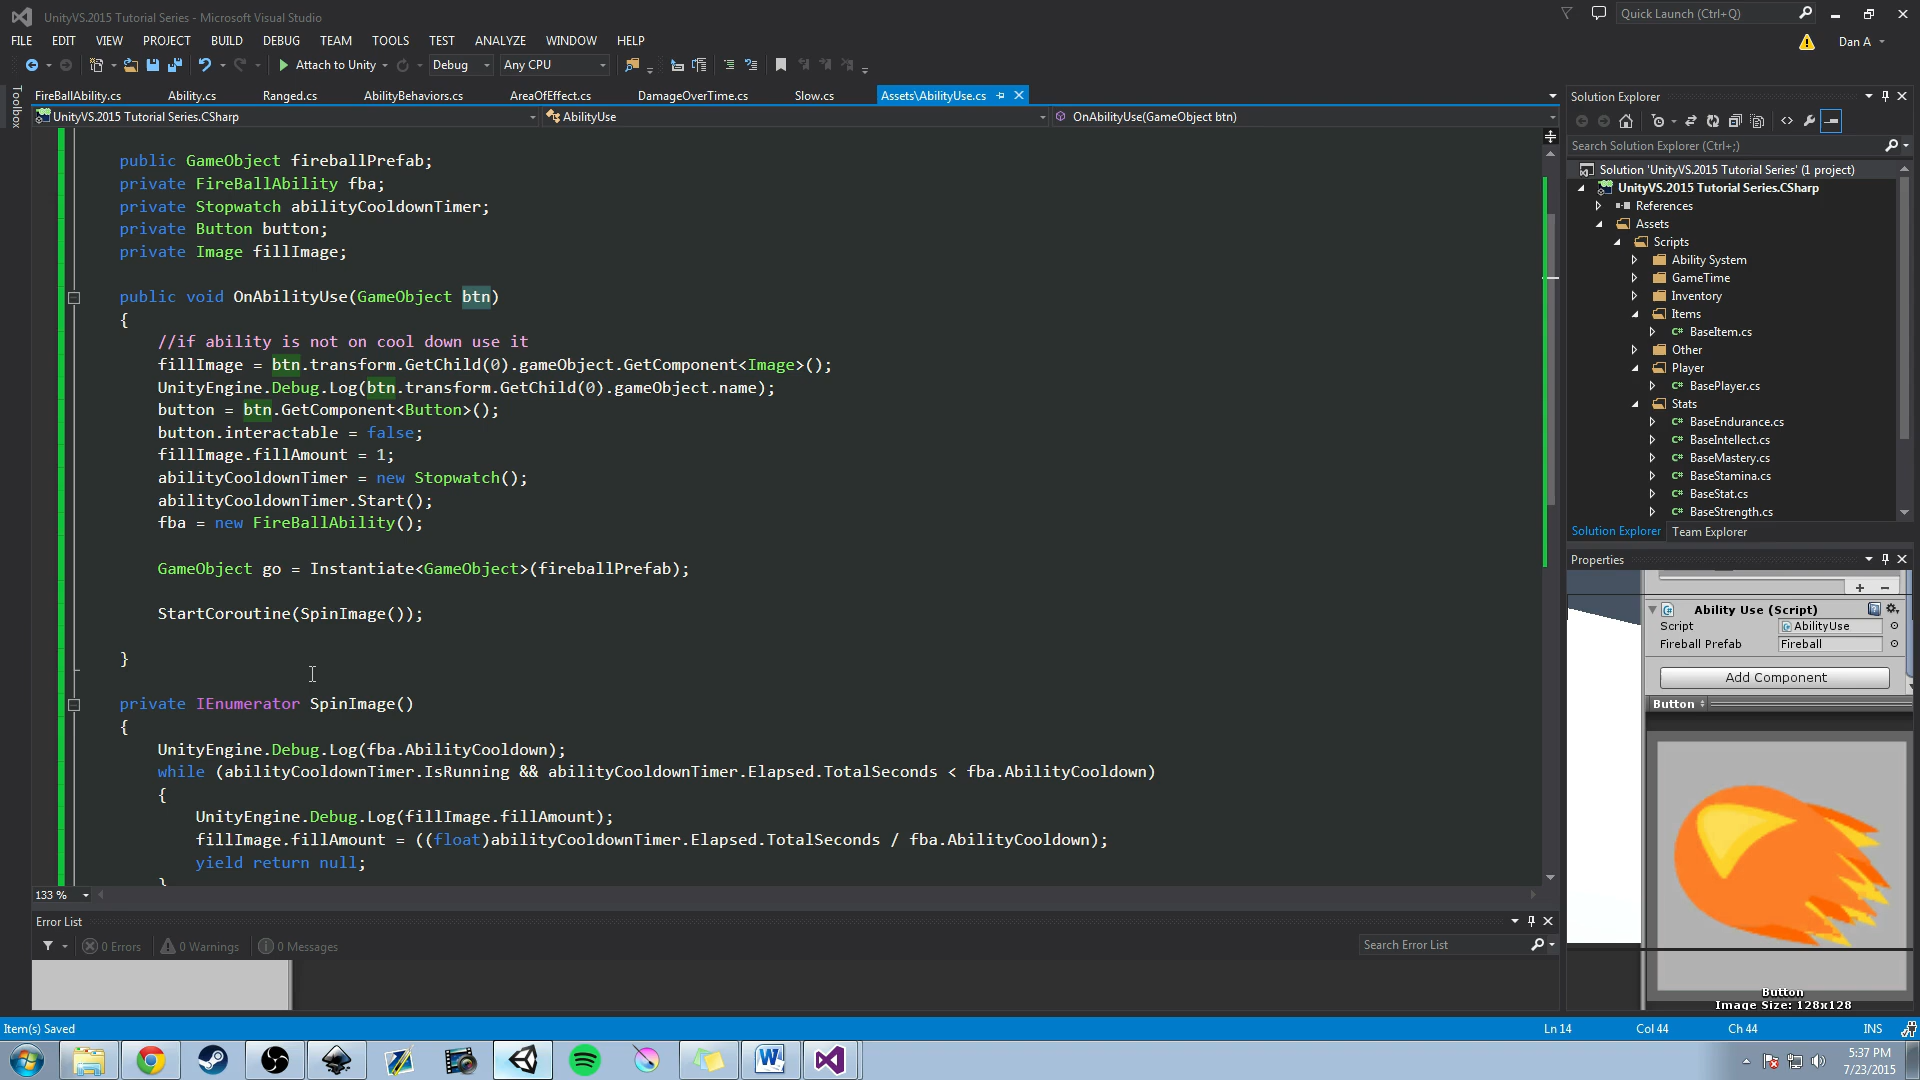 UnityVS.2015 Tutorial Series - Microsoft Visual Studio
Quick Launch (Ctrl+Q)
FILE EDIT VIEW PROJECT BUILD DEBUG TEAM TOOLS TEST ANALYZE WINDOW HELP
Dan A
Attach to Unity Debug Any CPU
Toolbox
FireBallAbility.cs Ability.cs Ranged.cs AbilityBehaviors.cs AreaOfEffect.cs DamageOverTime.cs Slow.cs Assets\AbilityUse.cs
UnityVS.2015 Tutorial Series.CSharp AbilityUse OnAbilityUse(GameObject btn)
public GameObject fireballPrefab;
private FireBallAbility fba;
private Stopwatch abilityCooldownTimer;
private Button button;
private Image fillImage;
public void OnAbilityUse(GameObject btn)
{
//if ability is not on cool down use it
fillImage = btn.transform.GetChild(0).gameObject.GetComponent<Image>();
UnityEngine.Debug.Log(btn.transform.GetChild(0).gameObject.name);
button = btn.GetComponent<Button>();
button.interactable = false;
fillImage.fillAmount = 1;
abilityCooldownTimer = new Stopwatch();
abilityCooldownTimer.Start();
fba = new FireBallAbility();
GameObject go = Instantiate<GameObject>(fireballPrefab);
StartCoroutine(SpinImage());
}
private IEnumerator SpinImage()
{
UnityEngine.Debug.Log(fba.AbilityCooldown);
while (abilityCooldownTimer.IsRunning && abilityCooldownTimer.Elapsed.TotalSeconds < fba.AbilityCooldown)
{
UnityEngine.Debug.Log(fillImage.fillAmount);
fillImage.fillAmount = ((float)abilityCooldownTimer.Elapsed.TotalSeconds / fba.AbilityCooldown);
yield return null;
}
133 %
Error List
0 Errors 0 Warnings 0 Messages
Search Error List
Solution Explorer
Search Solution Explorer (Ctrl+;)
Solution 'UnityVS.2015 Tutorial Series' (1 project)
UnityVS.2015 Tutorial Series.CSharp
References
Assets
Scripts
Ability System
GameTime
Inventory
Items
C# BaseItem.cs
Other
Player
C# BasePlayer.cs
Stats
C# BaseEndurance.cs
C# BaseIntellect.cs
C# BaseMastery.cs
C# BaseStamina.cs
C# BaseStat.cs
C# BaseStrength.cs
Solution Explorer Team Explorer
Properties
Ability Use (Script)
Script AbilityUse
Fireball Prefab Fireball
Add Component
Button
Button
Image Size: 128x128
Item(s) Saved Ln 14 Col 44 Ch 44 INS
5:37 PM
7/23/2015